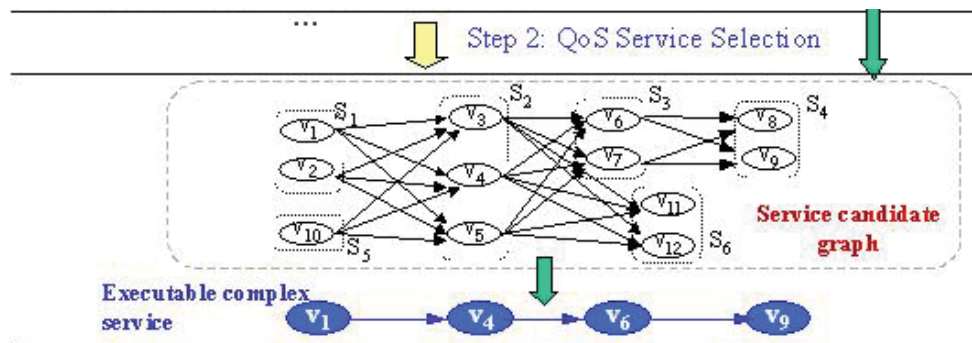 ...
Step 2: QoS Service Selection
S1 S2 S3 S4
v1 v3 v6 v8
v2 v4 v7 v9
v10 v5 v11
S5 v12 S6
Service candidate
graph
Executable complex
service
v1 v4 v6 v9